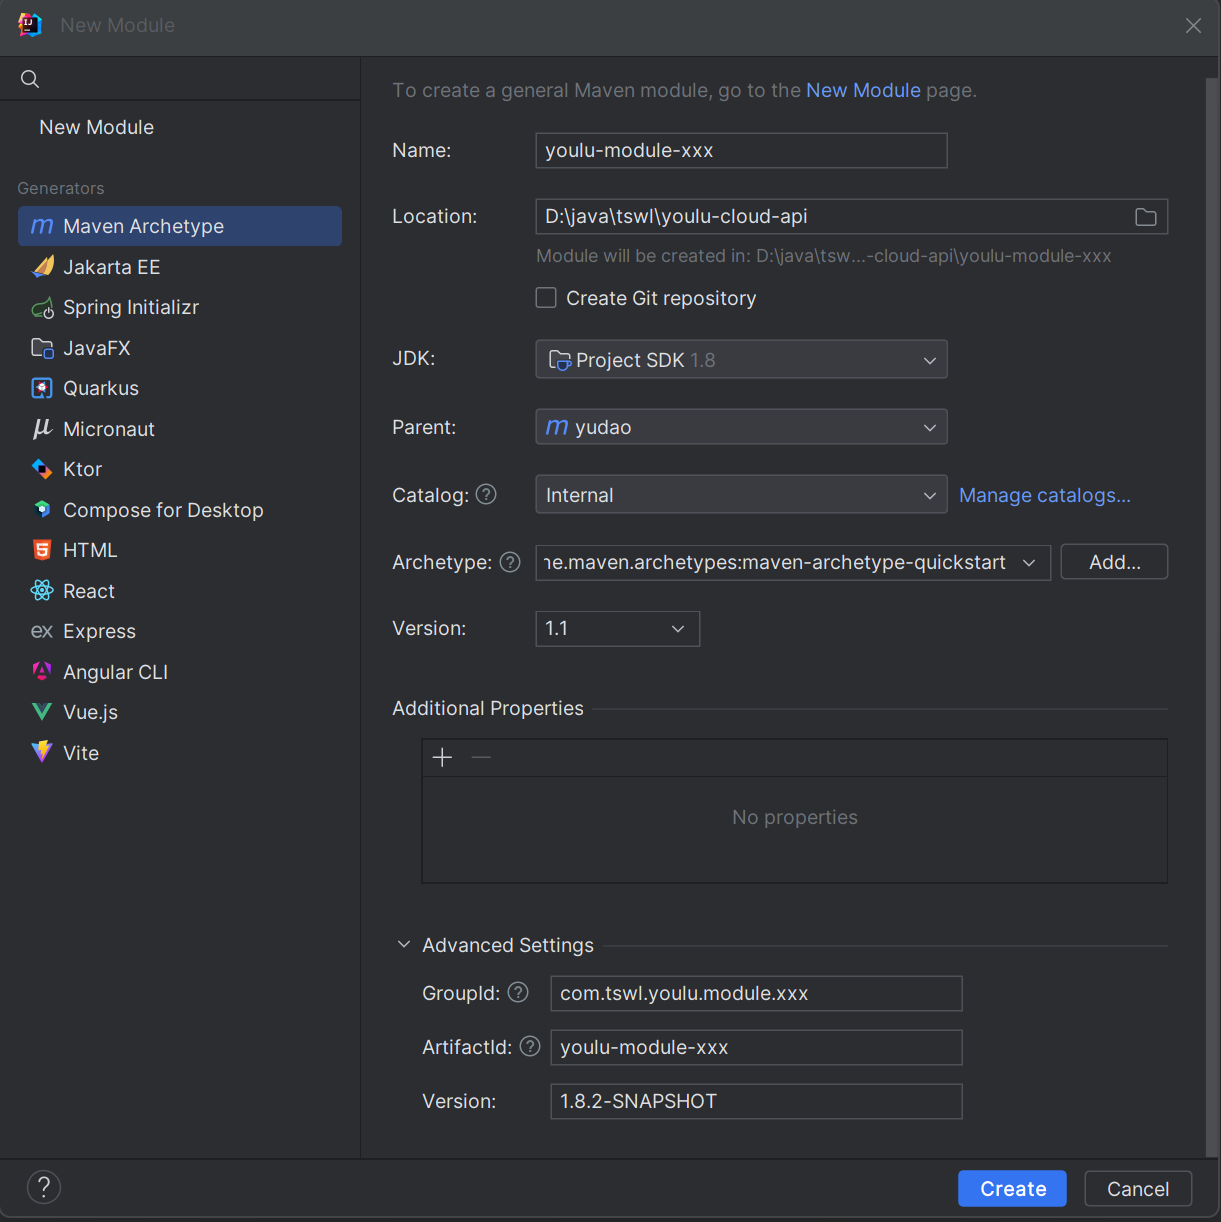 New Module
To create a general Maven module, go to the New Module page.
New Module
Generators
Maven Archetype
Jakarta EE
Spring Initializr
JavaFX
Quarkus
Micronaut
Ktor
Compose for Desktop
HTML
React
Express
Angular CLI
Vue.js
Vite
Name: youlu-module-xxx
Location: D:\java\tswl\youlu-cloud-api
Module will be created in: D:\java\tsw...-cloud-api\youlu-module-xxx
Create Git repository
JDK: Project SDK 1.8
Parent: yudao
Catalog: ? Internal Manage catalogs...
Archetype: ? ne.maven.archetypes:maven-archetype-quickstart Add...
Version: 1.1
Additional Properties
No properties
Advanced Settings
GroupId: ? com.tswl.youlu.module.xxx
ArtifactId: ? youlu-module-xxx
Version: 1.8.2-SNAPSHOT
? Create Cancel